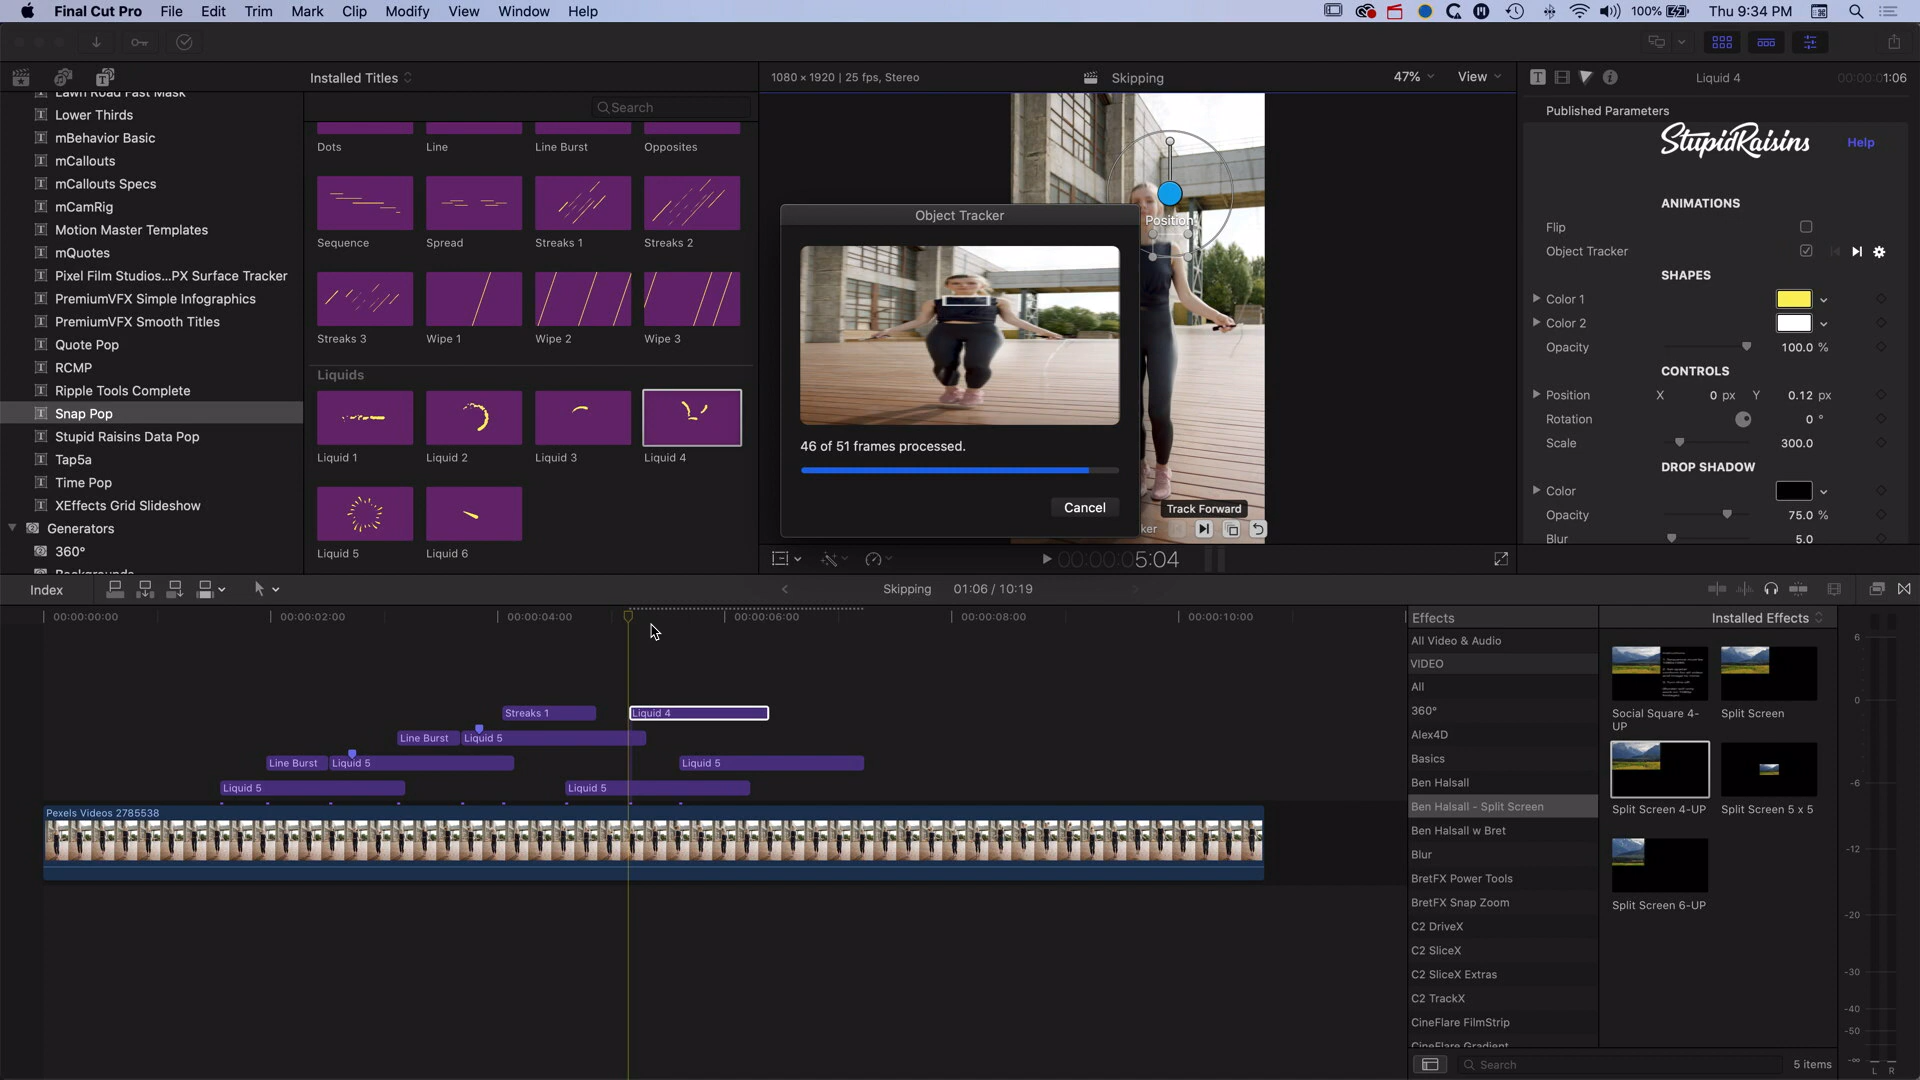 Final Cut Pro File Edit Trim Mark Clip Modify View Window Help
100% Thu 9:34 PM
Installed Titles
1080 × 1920 | 25 fps, Stereo
Skipping
47%
View
Liquid 4
1:06
Lawn Road Fast Mask
Lower Thirds
mBehavior Basic
mCallouts
mCallouts Specs
mCamRig
Motion Master Templates
mQuotes
Pixel Film Studios...PX Surface Tracker
PremiumVFX Simple Infographics
PremiumVFX Smooth Titles
Quote Pop
RCMP
Ripple Tools Complete
Snap Pop
Stupid Raisins Data Pop
Tap5a
Time Pop
XEffects Grid Slideshow
Generators
360°
Backgrounds
Search
Dots
Line
Line Burst
Opposites
Sequence
Spread
Streaks 1
Streaks 2
Streaks 3
Wipe 1
Wipe 2
Wipe 3
Liquids
Liquid 1
Liquid 2
Liquid 3
Liquid 4
Liquid 5
Liquid 6
Position
Object Tracker
46 of 51 frames processed.
Cancel
Track Forward
00:00:00:05:04
Published Parameters
StupidRaisins
Help
ANIMATIONS
Flip
Object Tracker
SHAPES
Color 1
Color 2
Opacity 100.0 %
CONTROLS
Position X 0 px Y 0.12 px
Rotation 0 °
Scale 300.0
DROP SHADOW
Color
Opacity 75.0 %
Blur 5.0
Index
Skipping 01:06 / 10:19
00:00:00:00
00:00:02:00
00:00:04:00
00:00:06:00
00:00:08:00
00:00:10:00
Streaks 1
Liquid 4
Line Burst
Liquid 5
Line Burst
Liquid 5
Liquid 5
Liquid 5
Liquid 5
Pexels Videos 2785538
Effects
All Video & Audio
VIDEO
All
360°
Alex4D
Basics
Ben Halsall
Ben Halsall - Split Screen
Ben Halsall w Bret
Blur
BretFX Power Tools
BretFX Snap Zoom
C2 DriveX
C2 SliceX
C2 SliceX Extras
C2 TrackX
CineFlare FilmStrip
CineFlare Gradient
Installed Effects
Social Square 4-UP
Split Screen
Split Screen 4-UP
Split Screen 5 x 5
Split Screen 6-UP
Search
5 items
6
0
-6
-12
-20
-30
-40
-50
-∞
L R